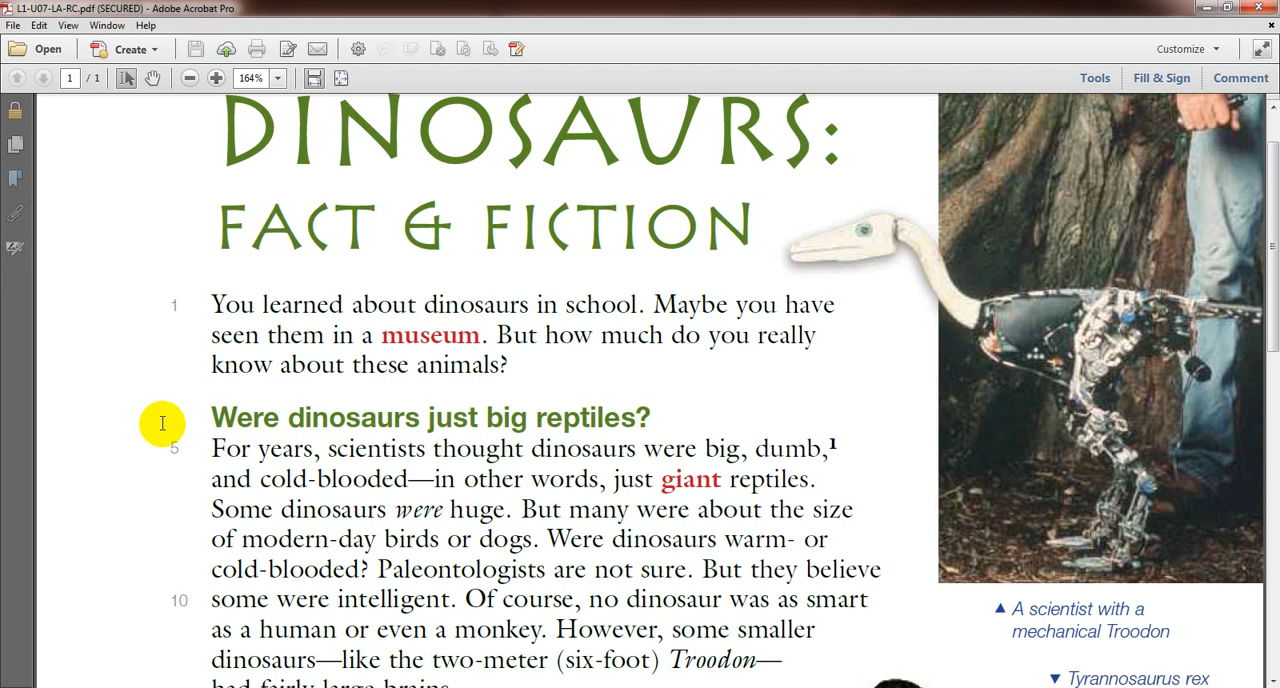 L1-U07-LA-RC.pdf (SECURED) - Adobe Acrobat Pro
File Edit View Window Help
Open Create Customize
1 / 1 164% Tools Fill & Sign Comment
DINOSAURS:
FACT & FICTION
1 You learned about dinosaurs in school. Maybe you have
seen them in a museum. But how much do you really
know about these animals?
Were dinosaurs just big reptiles?
5 For years, scientists thought dinosaurs were big, dumb,¹
and cold-blooded—in other words, just giant reptiles.
Some dinosaurs were huge. But many were about the size
of modern-day birds or dogs. Were dinosaurs warm- or
cold-blooded? Paleontologists are not sure. But they believe
10 some were intelligent. Of course, no dinosaur was as smart
as a human or even a monkey. However, some smaller
dinosaurs—like the two-meter (six-foot) Troodon—
had fairly large brains.
▲ A scientist with a
mechanical Troodon
▼ Tyrannosaurus rex